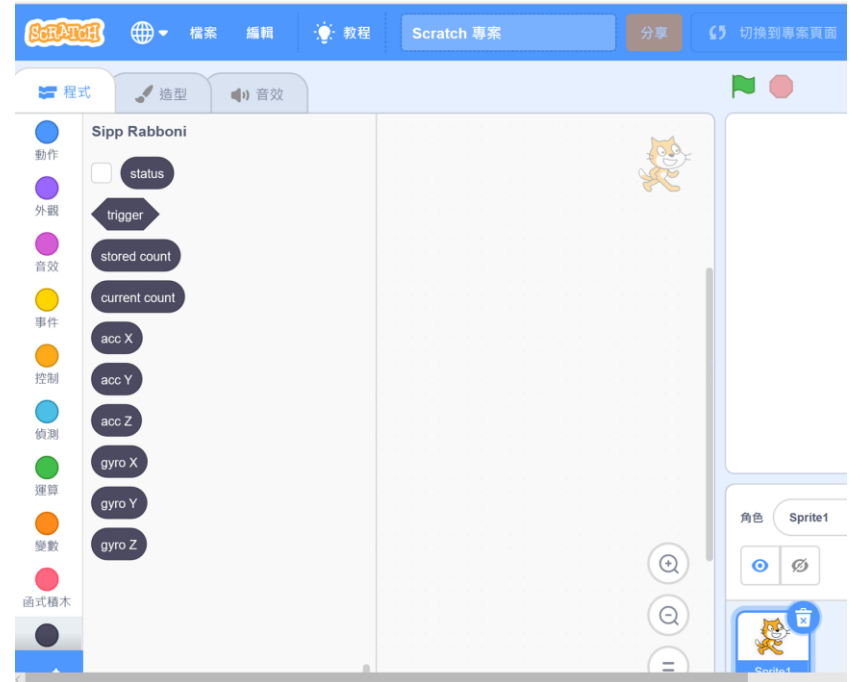 SCRATCH 檔案 編輯 教程 Scratch 專案 分享 切換到專案頁面
程式 造型 音效
動作
外觀
音效
事件
控制
偵測
運算
變數
函式積木
Sipp Rabboni
status
trigger
stored count
current count
acc X
acc Y
acc Z
gyro X
gyro Y
gyro Z
角色 Sprite1
Sprite1